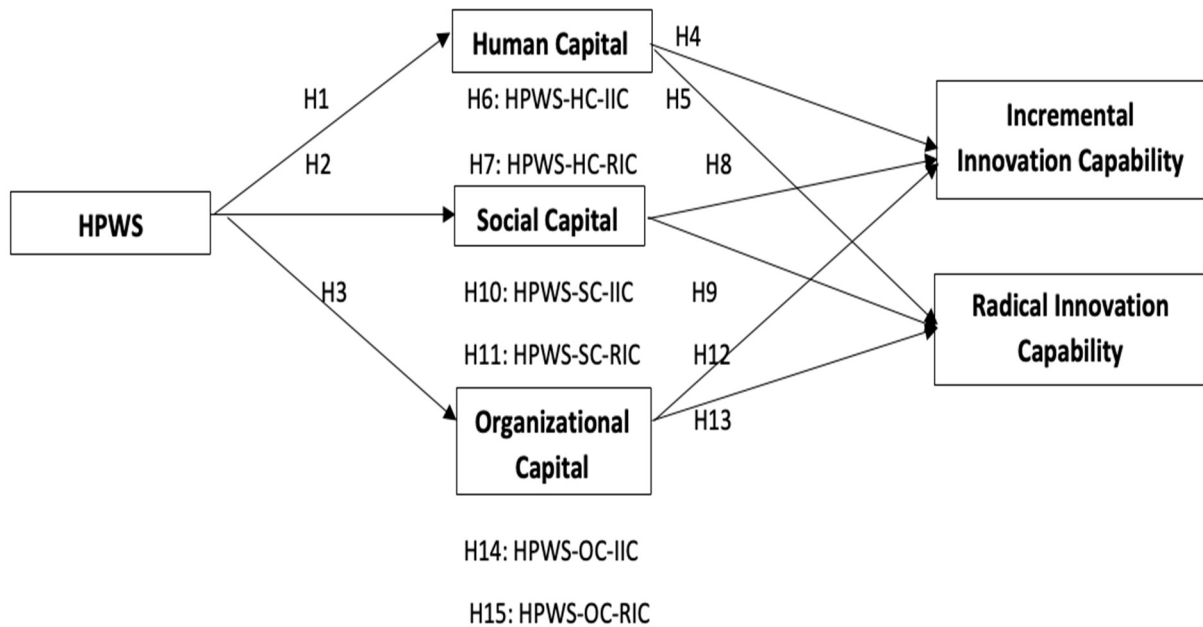 Human Capital
H4
H1
H6: HPWS-HC-IIC
H5
Incremental
Innovation Capability
H2
H7: HPWS-HC-RIC
H8
HPWS
Social Capital
H3
H10: HPWS-SC-IIC
H9
Radical Innovation
Capability
H11: HPWS-SC-RIC
H12
Organizational
Capital
H13
H14: HPWS-OC-IIC
H15: HPWS-OC-RIC